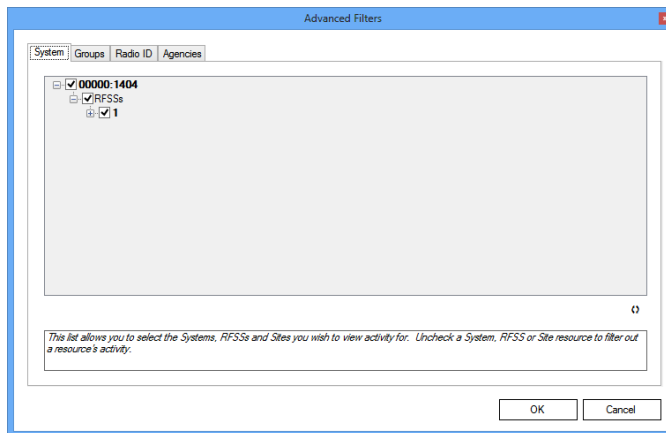 Advanced Filters
System Groups Radio ID Agencies
00000:1404
RFSSs
1
This list allows you to select the Systems, RFSSs and Sites you wish to view activity for. Uncheck a System, RFSS or Site resource to filter out
a resource's activity.
OK Cancel